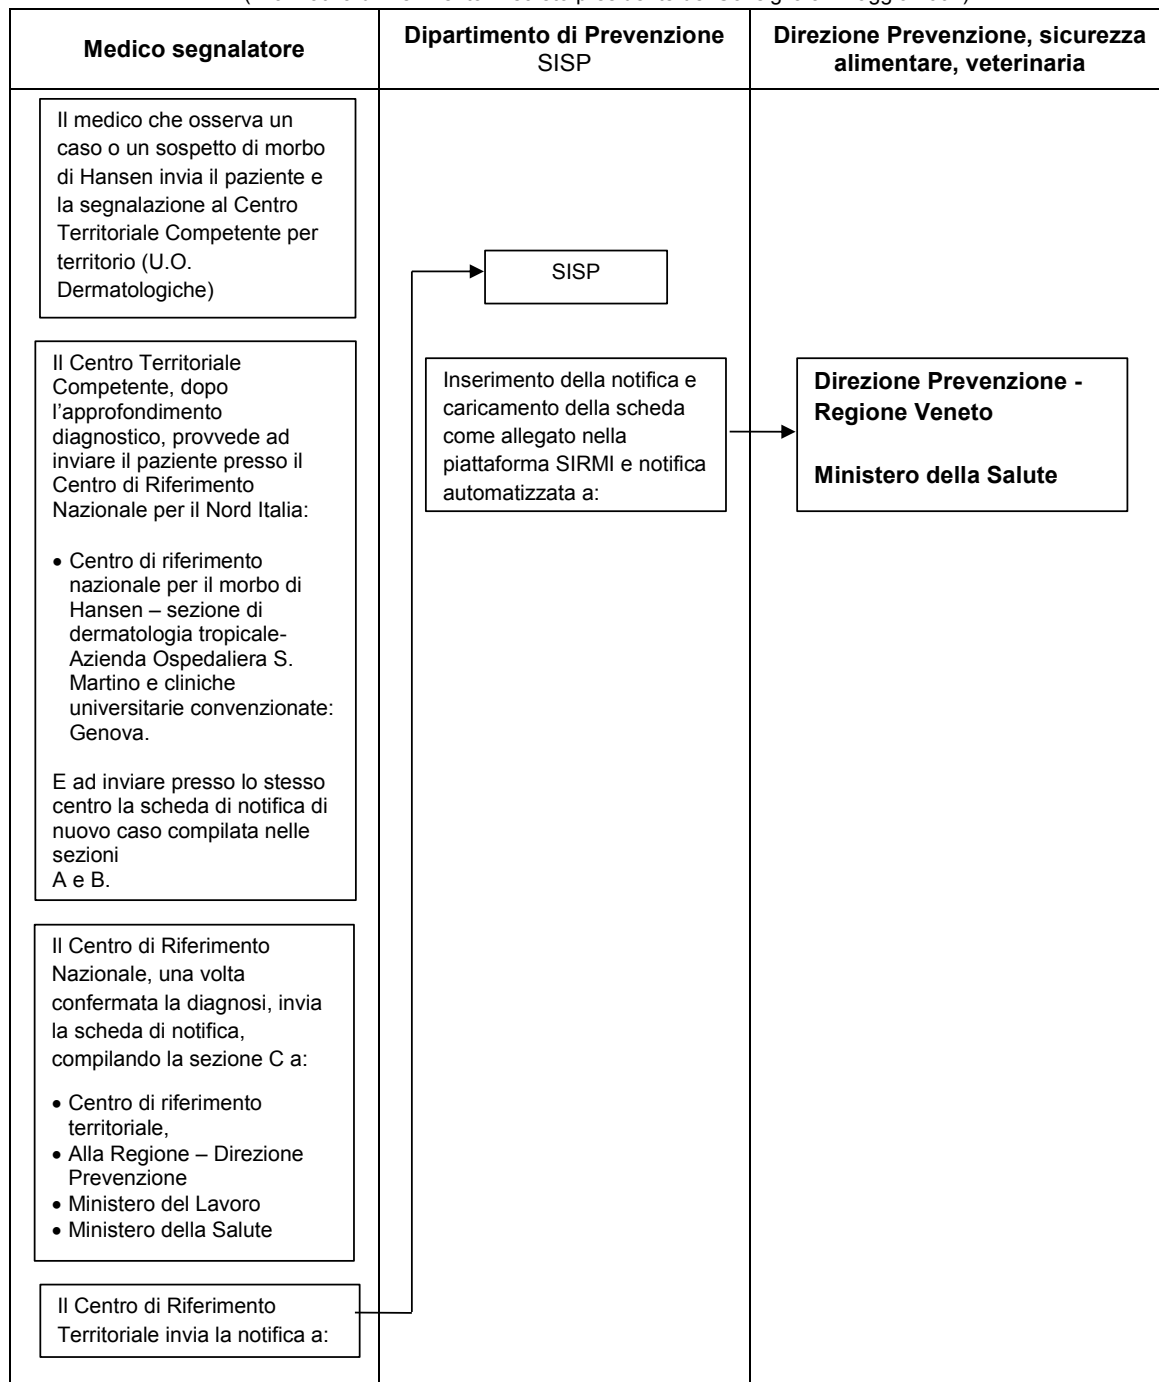 Medico segnalatore
Dipartimento di Prevenzione
SISP
Direzione Prevenzione, sicurezza
alimentare, veterinaria
Il medico che osserva un
caso o un sospetto di morbo
di Hansen invia il paziente e
la segnalazione al Centro
Territoriale Competente per
territorio (U.O.
Dermatologiche)
Il Centro Territoriale
Competente, dopo
l'approfondimento
diagnostico, provvede ad
inviare il paziente presso il
Centro di Riferimento
Nazionale per il Nord Italia:
• Centro di riferimento
nazionale per il morbo di
Hansen – sezione di
dermatologia tropicale-
Azienda Ospedaliera S.
Martino e cliniche
universitarie convenzionate:
Genova.
E ad inviare presso lo stesso
centro la scheda di notifica di
nuovo caso compilata nelle
sezioni
A e B.
Il Centro di Riferimento
Nazionale, una volta
confermata la diagnosi, invia
la scheda di notifica,
compilando la sezione C a:
• Centro di riferimento
territoriale,
• Alla Regione – Direzione
Prevenzione
• Ministero del Lavoro
• Ministero della Salute
Il Centro di Riferimento
Territoriale invia la notifica a:
SISP
Inserimento della notifica e
caricamento della scheda
come allegato nella
piattaforma SIRMI e notifica
automatizzata a:
Direzione Prevenzione -
Regione Veneto
Ministero della Salute